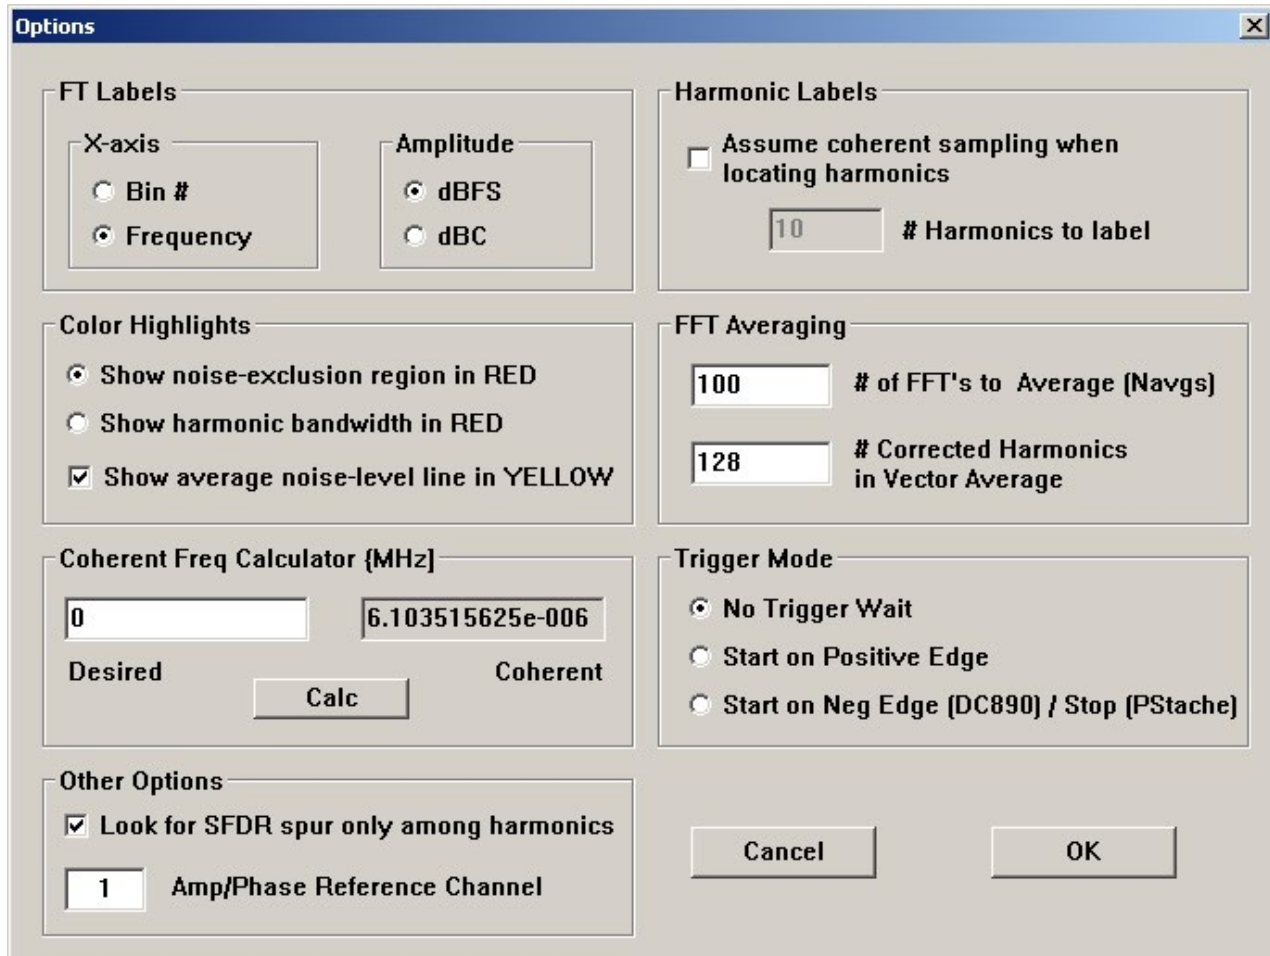 Options
FT Labels
X-axis
Bin #
Frequency
Amplitude
dBFS
dBC
Harmonic Labels
Assume coherent sampling when
locating harmonics
10
# Harmonics to label
Color Highlights
Show noise-exclusion region in RED
Show harmonic bandwidth in RED
Show average noise-level line in YELLOW
FFT Averaging
100
# of FFT's to  Average (Navgs)
128
# Corrected Harmonics
in Vector Average
Coherent Freq Calculator {MHz]
0
6.103515625e-006
Desired
Coherent
Calc
Trigger Mode
No Trigger Wait
Start on Positive Edge
Start on Neg Edge (DC890) / Stop (PStache)
Other Options
Look for SFDR spur only among harmonics
1
Amp/Phase Reference Channel
Cancel
OK